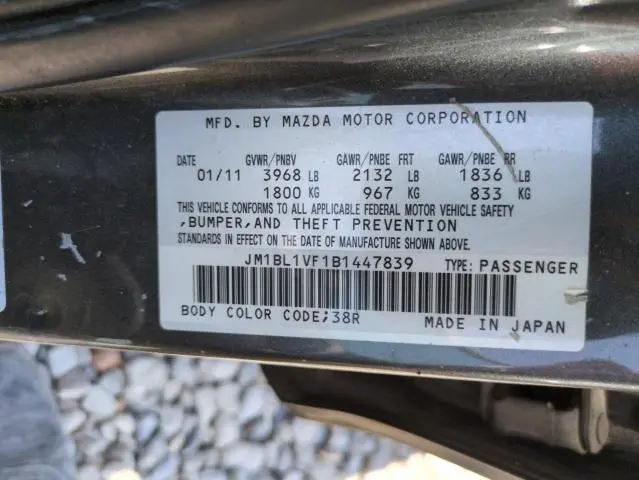 MFD. BY MAZDA MOTOR CORPORATION
DATE GVWR/PNBV GAWR/PNBE FRT GAWR/PNBE RR
01/11 3968 LB 2132 LB 1836 LB
1800 KG 967 KG 833 KG
THIS VEHICLE CONFORMS TO ALL APPLICABLE FEDERAL MOTOR VEHICLE SAFETY
,BUMPER,AND THEFT PREVENTION
STANDARDS IN EFFECT ON THE DATE OF MANUFACTURE SHOWN ABOVE.
JM1BL1VF1B1447839 TYPE: PASSENGER
BODY COLOR CODE;38R MADE IN JAPAN